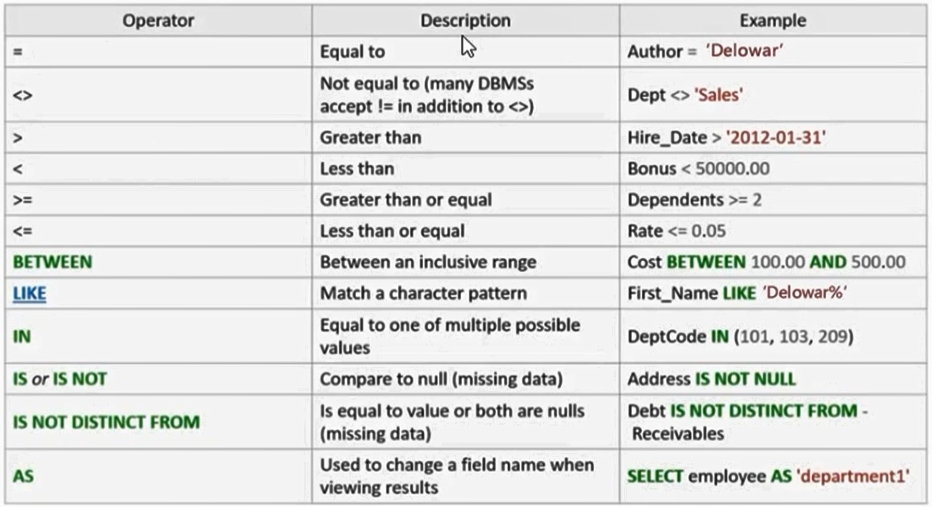 Operator Description Example
= Equal to Author = 'Delowar'
<> Not equal to (many DBMSs
accept != in addition to <>) Dept <> 'Sales'
> Greater than Hire_Date > '2012-01-31'
< Less than Bonus < 50000.00
>= Greater than or equal Dependents >= 2
<= Less than or equal Rate <= 0.05
BETWEEN Between an inclusive range Cost BETWEEN 100.00 AND 500.00
LIKE Match a character pattern First_Name LIKE 'Delowar%'
IN Equal to one of multiple possible
values DeptCode IN (101, 103, 209)
IS or IS NOT Compare to null (missing data) Address IS NOT NULL
IS NOT DISTINCT FROM Is equal to value or both are nulls
(missing data) Debt IS NOT DISTINCT FROM -
Receivables
AS Used to change a field name when
viewing results SELECT employee AS 'department1'